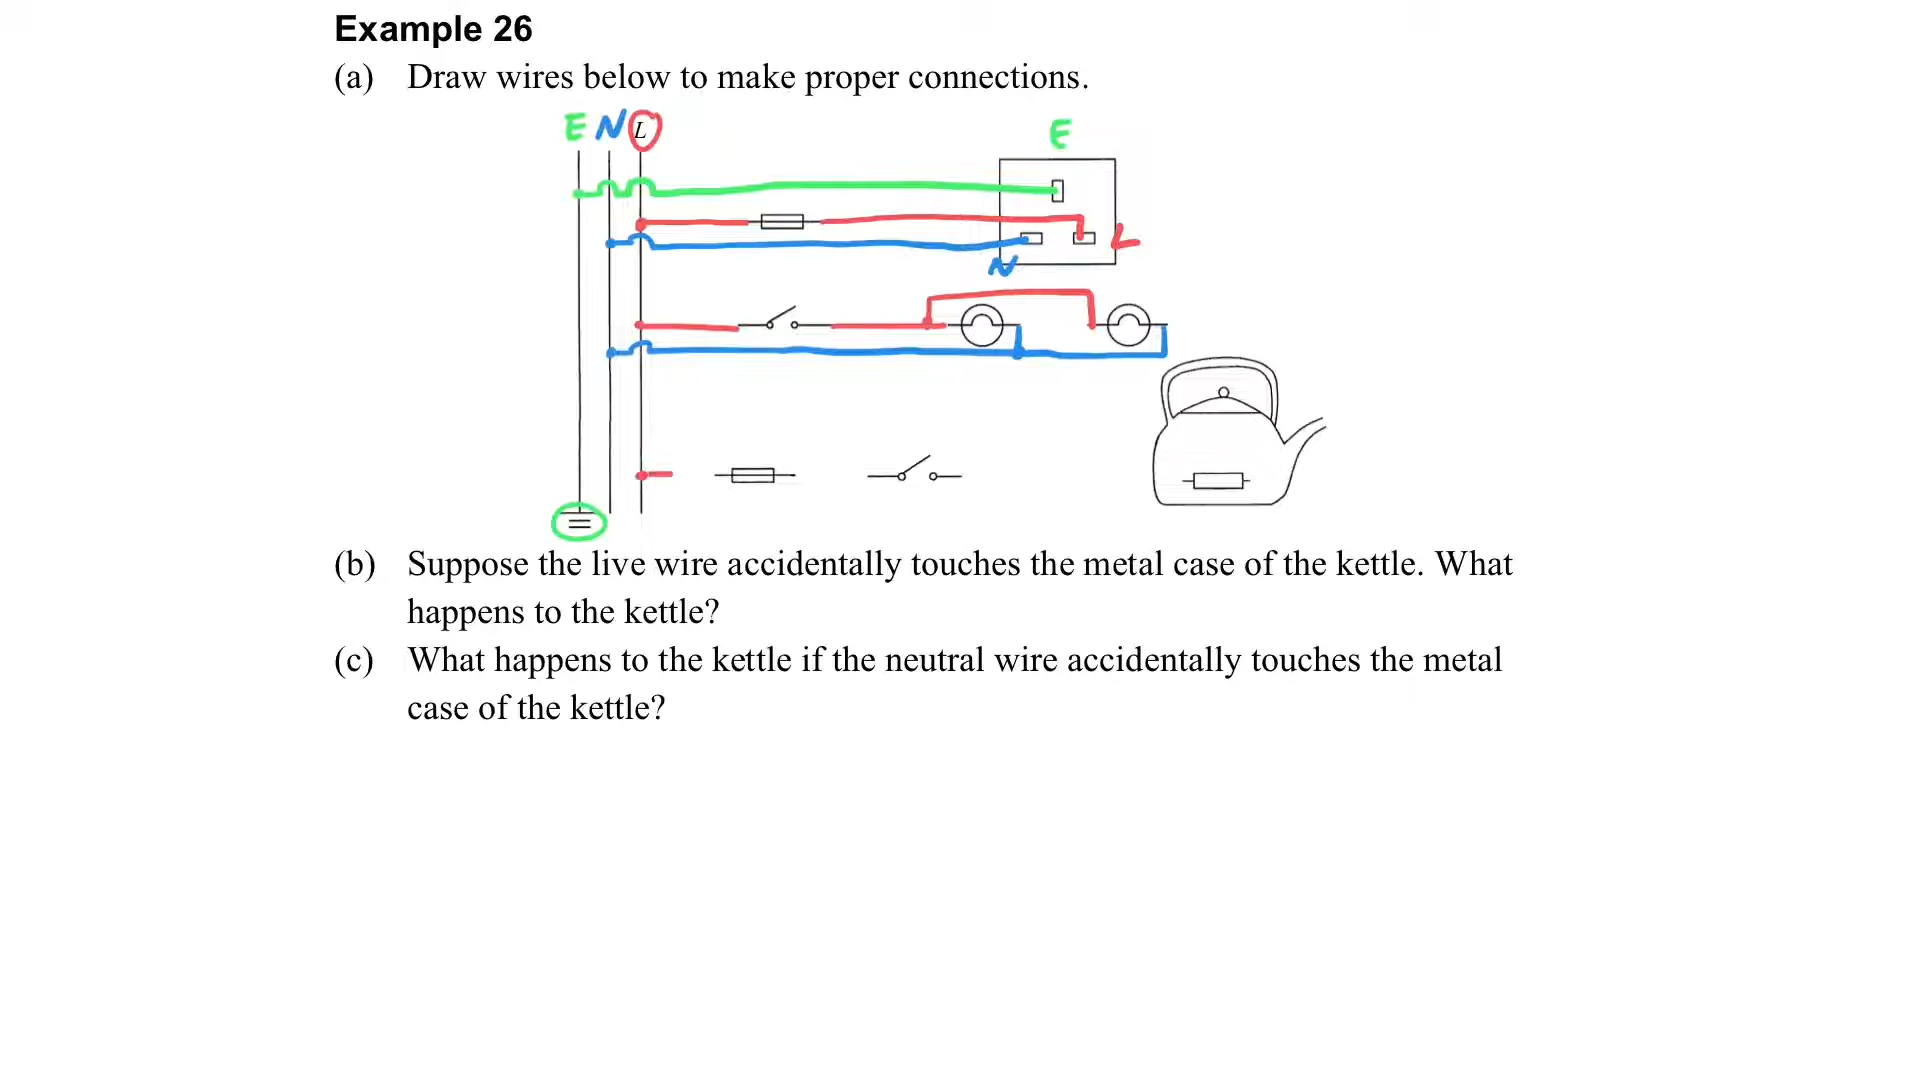 Example 26
(a) Draw wires below to make proper connections.
E N L
E
L
N
(b) Suppose the live wire accidentally touches the metal case of the kettle. What
happens to the kettle?
(c) What happens to the kettle if the neutral wire accidentally touches the metal
case of the kettle?